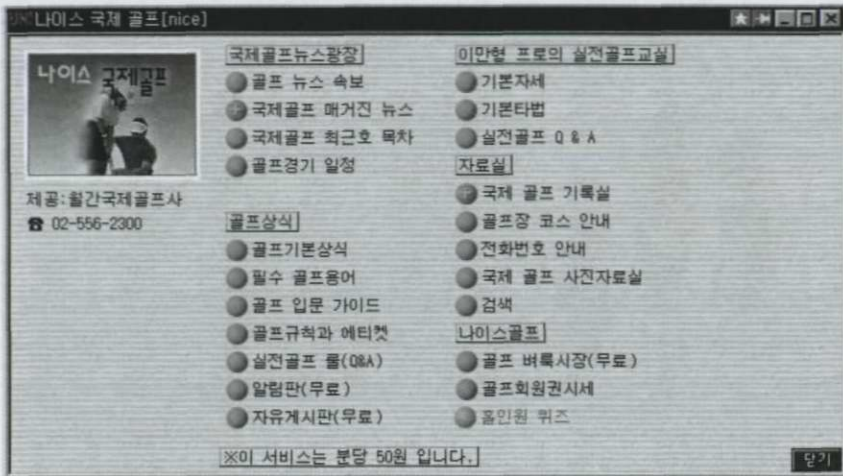 나이스 국제 골프[nice]
나이스 국제골프
제공:월간국제골프사
☎ 02-556-2300
국제골프뉴스광장
골프 뉴스 속보
국제골프 매거진 뉴스
국제골프 최근호 목차
골프경기 일정
골프상식
골프기본상식
필수 골프용어
골프 입문 가이드
골프규칙과 에티켓
실전골프 룰(Q&A)
알림판(무료)
자유게시판(무료)
이만형 프로의 실전골프교실
기본자세
기본타법
실전골프 Q & A
자료실
국제 골프 기록실
골프장 코스 안내
전화번호 안내
국제 골프 사진자료실
검색
나이스골프
골프 벼룩시장(무료)
골프회원권시세
홀인원 퀴즈
※이 서비스는 분당 50원 입니다.
닫기